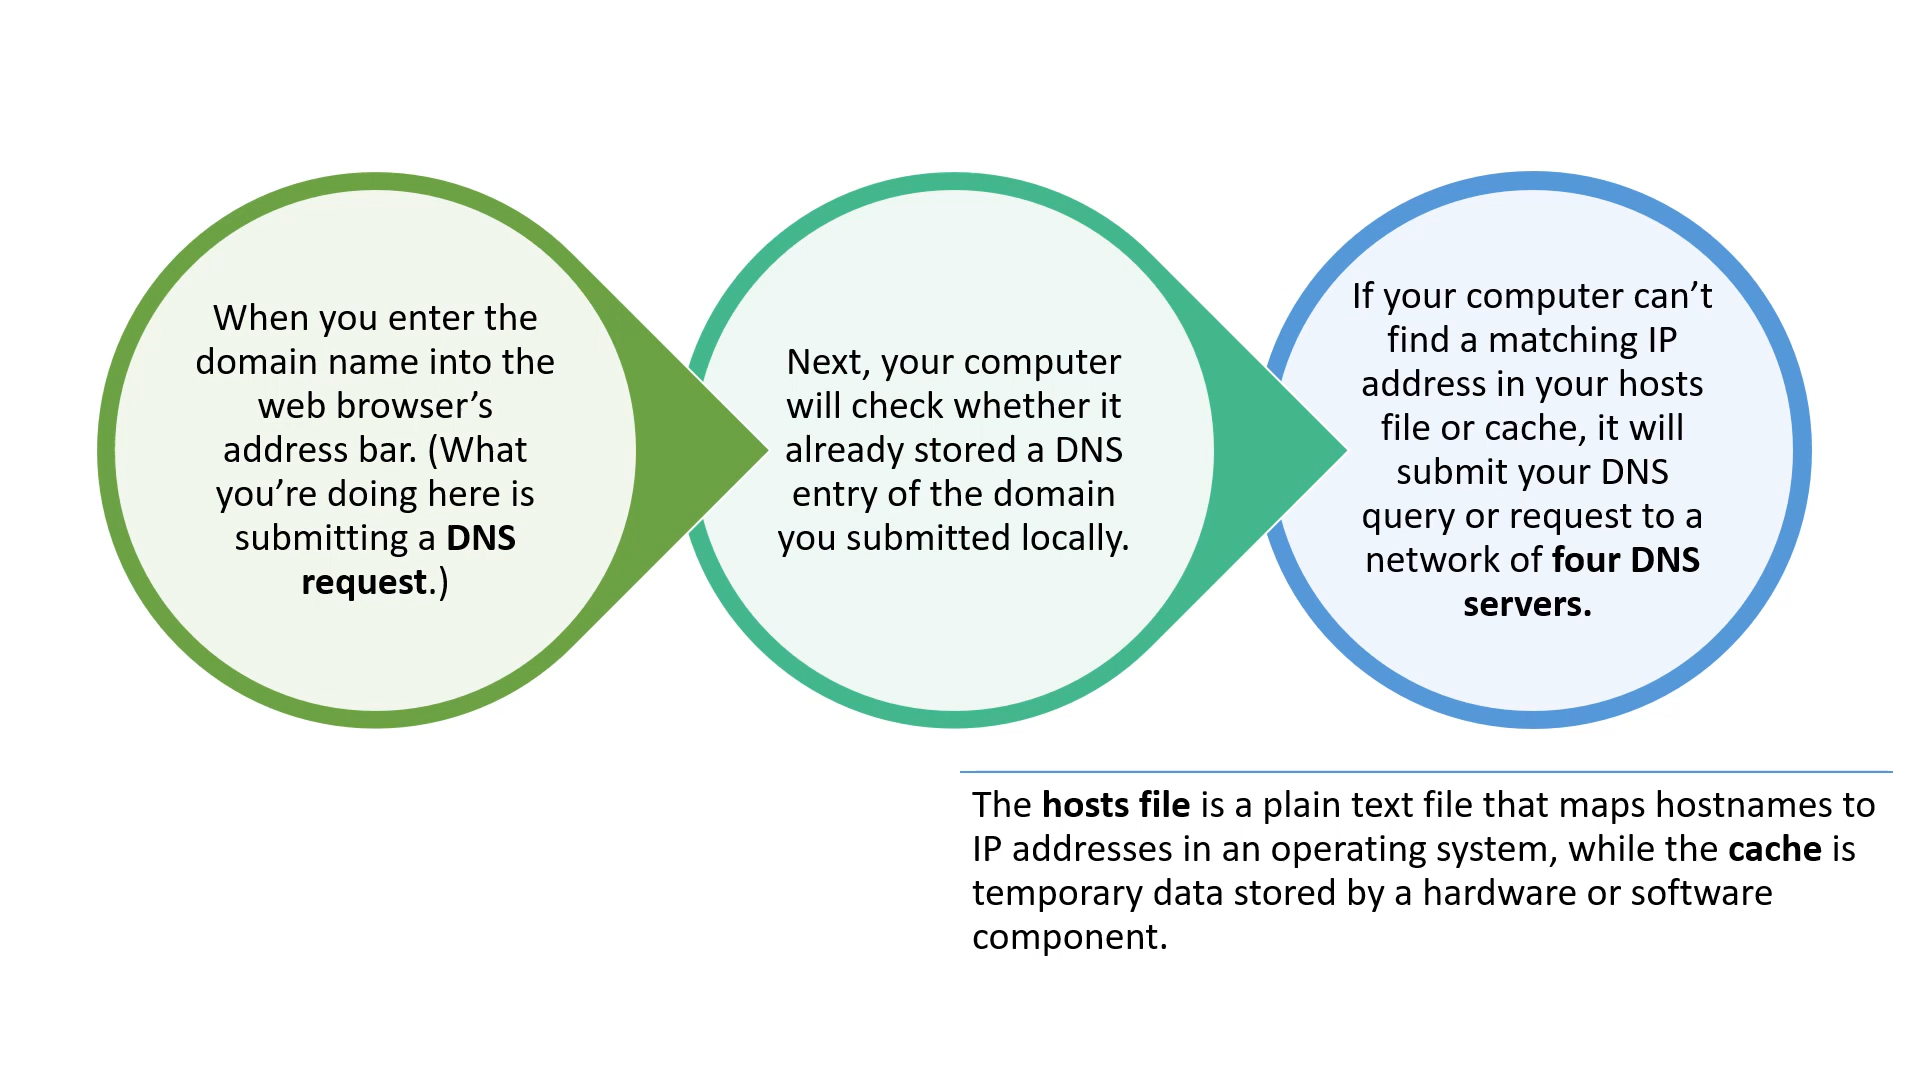 When you enter the
domain name into the
web browser’s
address bar. (What
you’re doing here is
submitting a DNS
request.)
Next, your computer
will check whether it
already stored a DNS
entry of the domain
you submitted locally.
If your computer can’t
find a matching IP
address in your hosts
file or cache, it will
submit your DNS
query or request to a
network of four DNS
servers.
The hosts file is a plain text file that maps hostnames to
IP addresses in an operating system, while the cache is
temporary data stored by a hardware or software
component.